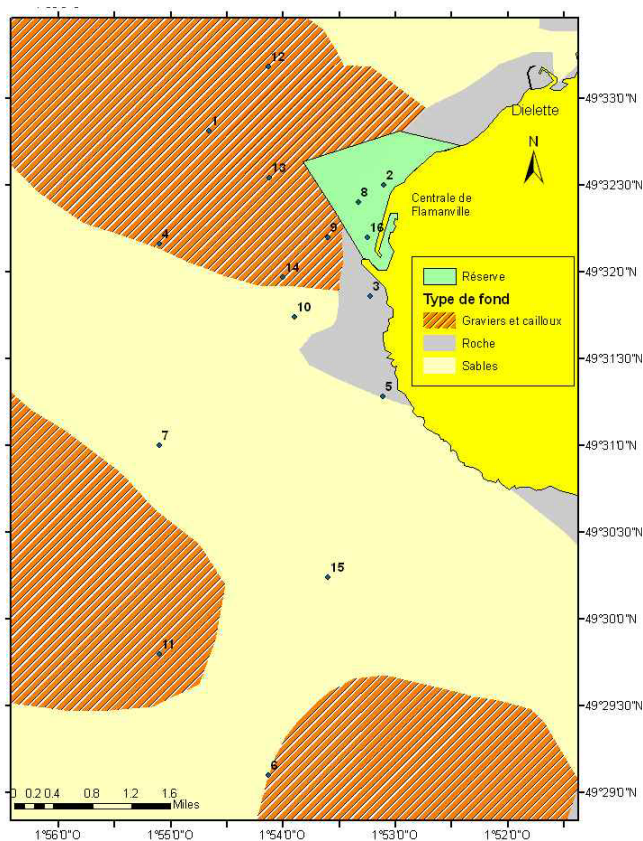 12
49°33'0"N
1
Dielette
N
13
49°32'30"N
2
8
Centrale de
Flamanville
4
9
16
49°32'0"N
14
3
Réserve
10
Type de fond
Graviers et cailloux
Roche
49°31'30"N
Sables
5
7
49°31'0"N
49°30'30"N
15
49°30'0"N
11
49°29'30"N
6
49°29'0"N
0 0.2 0.4 0.8 1.2 1.6
Miles
1°56'0"O 1°55'0"O 1°54'0"O 1°53'0"O 1°52'0"O